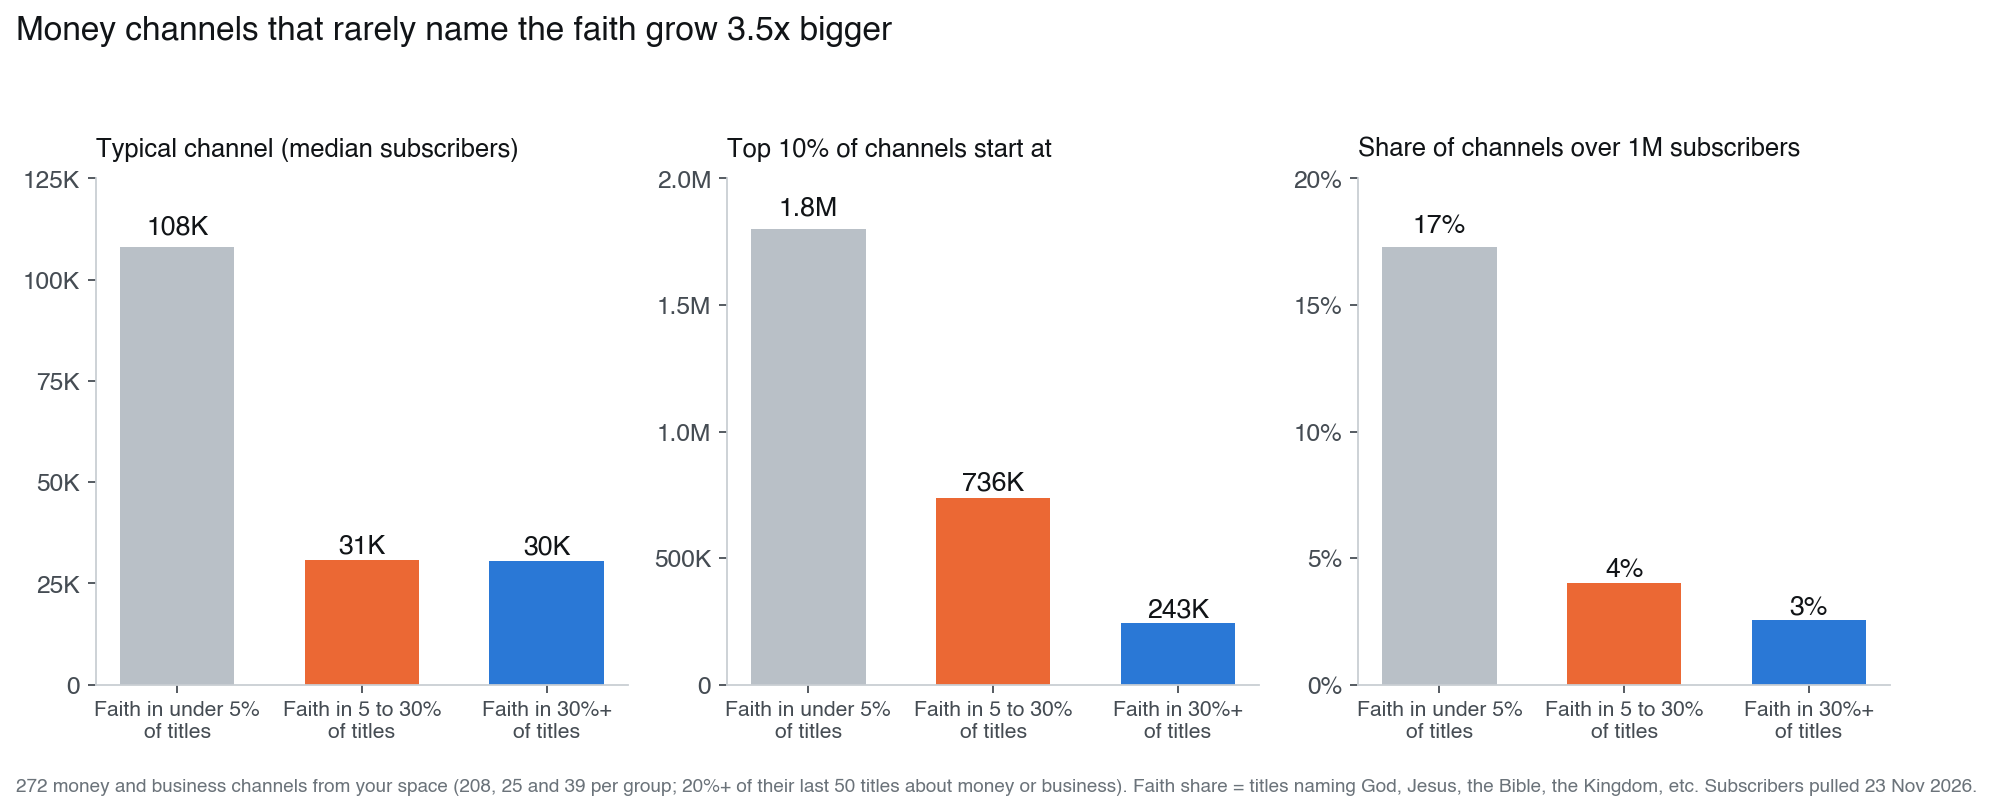 Money channels that rarely name the faith grow 3.5x bigger
Typical channel (median subscribers)
125K
100K
75K
50K
25K
0
108K
31K
30K
Faith in under 5%
of titles
Faith in 5 to 30%
of titles
Faith in 30%+
of titles
Top 10% of channels start at
2.0M
1.5M
1.0M
500K
0
1.8M
736K
243K
Faith in under 5%
of titles
Faith in 5 to 30%
of titles
Faith in 30%+
of titles
Share of channels over 1M subscribers
20%
15%
10%
5%
0%
17%
4%
3%
Faith in under 5%
of titles
Faith in 5 to 30%
of titles
Faith in 30%+
of titles
272 money and business channels from your space (208, 25 and 39 per group; 20%+ of their last 50 titles about money or business). Faith share = titles naming God, Jesus, the Bible, the Kingdom, etc. Subscribers pulled 23 Nov 2026.